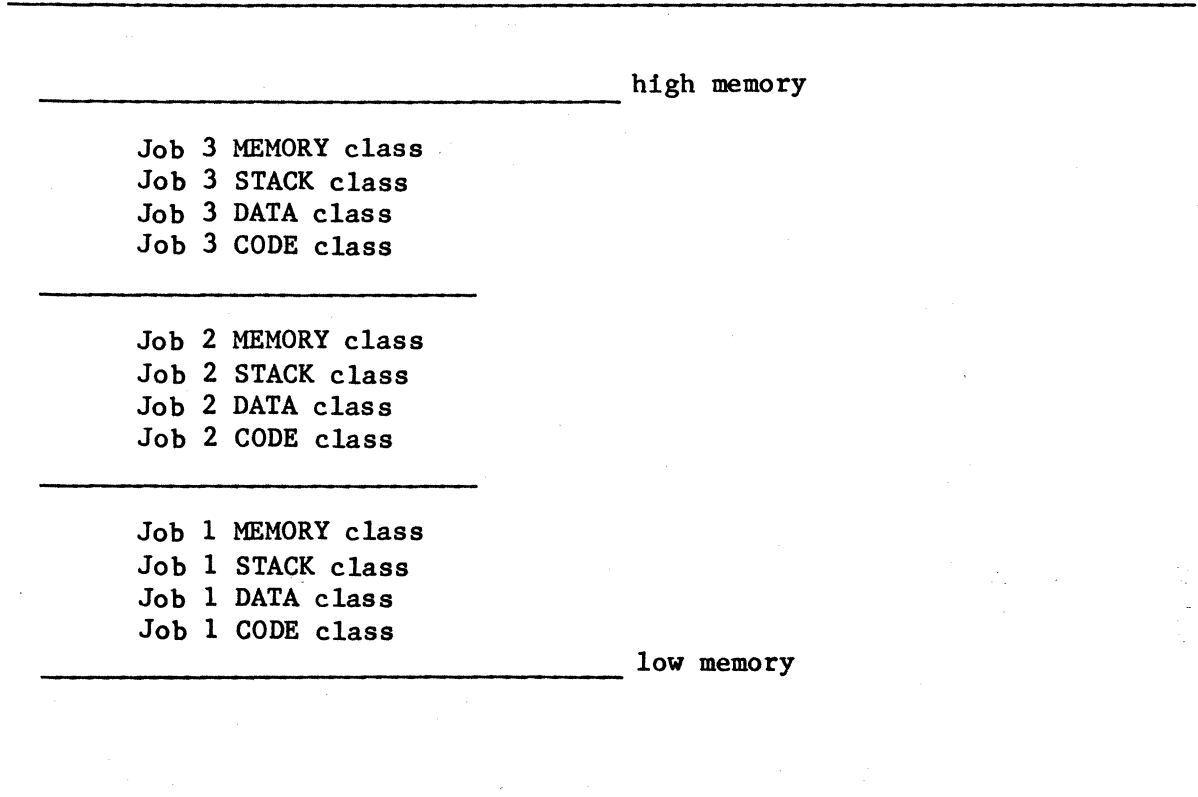 high memory
Job 3 MEMORY class
Job 3 STACK class
Job 3 DATA class
Job 3 CODE class
Job 2 MEMORY class
Job 2 STACK class
Job 2 DATA class
Job 2 CODE class
Job 1 MEMORY class
Job 1 STACK class
Job 1 DATA class
Job 1 CODE class
low memory